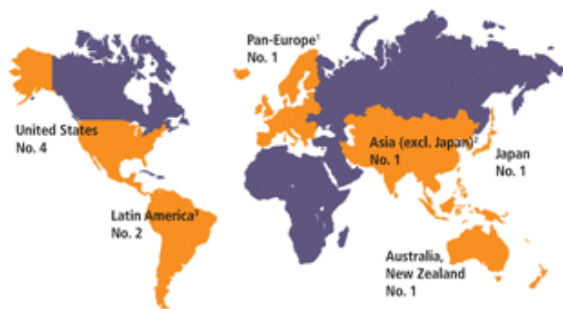 Pan-Europe¹
No. 1
United States
No. 4
Asia (excl. Japan)²
No. 1
Japan
No. 1
Latin America³
No. 2
Australia,
New Zealand
No. 1